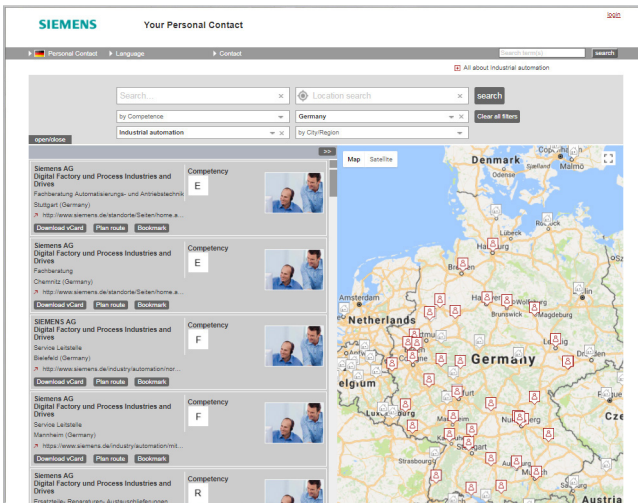 login
SIEMENS
Your Personal Contact
Personal Contact
Language
Contact
Search term(s)
search
All about industrial automation
Search...
×
Location search
×
search
by Competence
Germany
×
Clear all filters
Industrial automation
×
by City/Region
open/close
>>
Siemens AG
Digital Factory und Process Industries and
Drives
Fachberatung Automatisierungs- und Antriebstechnik
Stuttgart (Germany)
http://www.siemens.de/standorte/Seiten/home.a...
Download vCard
Plan route
Bookmark
Competency
E
Siemens AG
Digital Factory und Process Industries and
Drives
Fachberatung
Chemnitz (Germany)
http://www.siemens.de/standorte/Seiten/home.a...
Download vCard
Plan route
Bookmark
Competency
E
SIEMENS AG
Digital Factory und Process Industries and
Drives
Service Leitstelle
Bielefeld (Germany)
http://www.siemens.de/industry/automation/nor...
Download vCard
Plan route
Bookmark
Competency
F
Siemens AG
Digital Factory und Process Industries and
Drives
Service Leitstelle
Mannheim (Germany)
https://www.siemens.de/industry/automation/mit...
Download vCard
Plan route
Bookmark
Competency
F
Siemens AG
Digital Factory und Process Industries and
Drives
Competency
R
Map
Satellite
Denmark
Odense
Sjælland
Malmö
Lübeck
Amsterdam
Netherlands
Wolfsburg
Brunswick
Magdeburg
Germany
Strasbourg
Austria